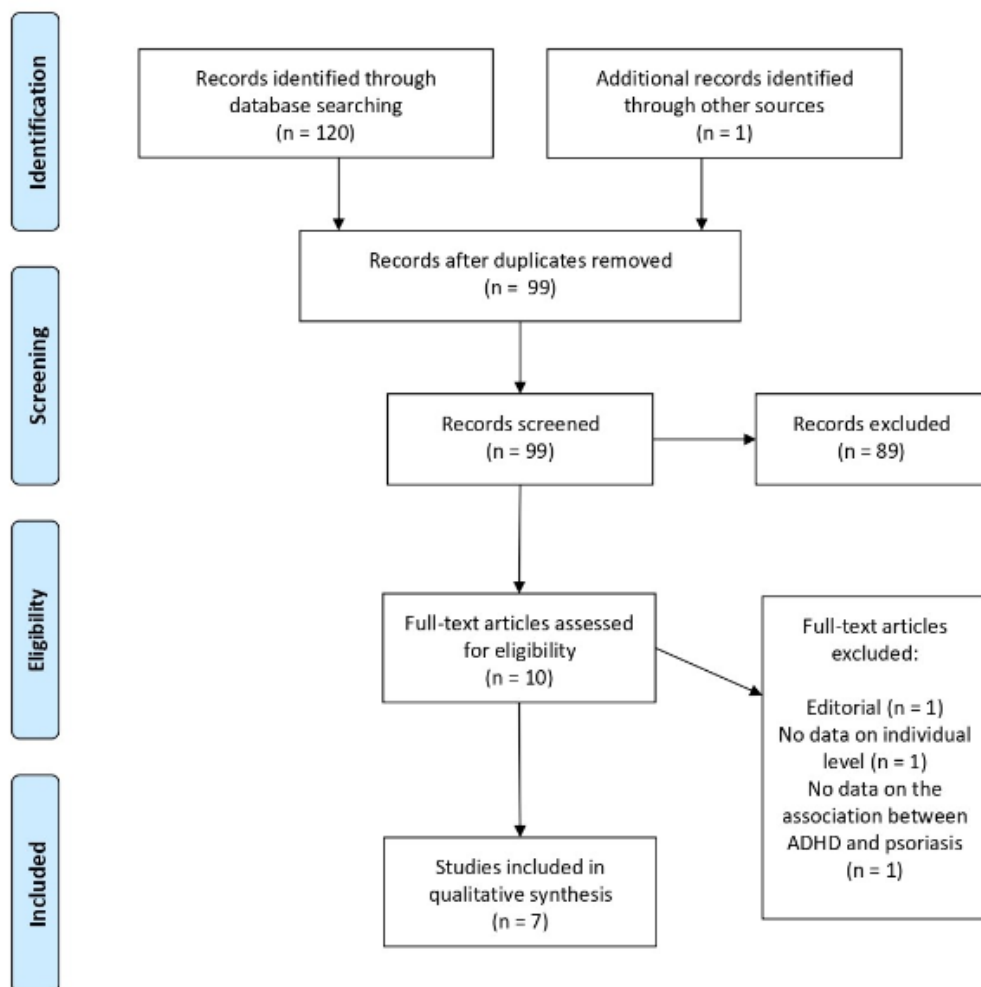 Identification
Records identified through
database searching
(n = 120)
Additional records identified
through other sources
(n = 1)
Records after duplicates removed
(n = 99)
Screening
Records screened
(n = 99)
Records excluded
(n = 89)
Eligibility
Full-text articles assessed
for eligibility
(n = 10)
Full-text articles
excluded:
Editorial (n = 1)
No data on individual
level (n = 1)
No data on the
association between
ADHD and psoriasis
(n = 1)
Included
Studies included in
qualitative synthesis
(n = 7)